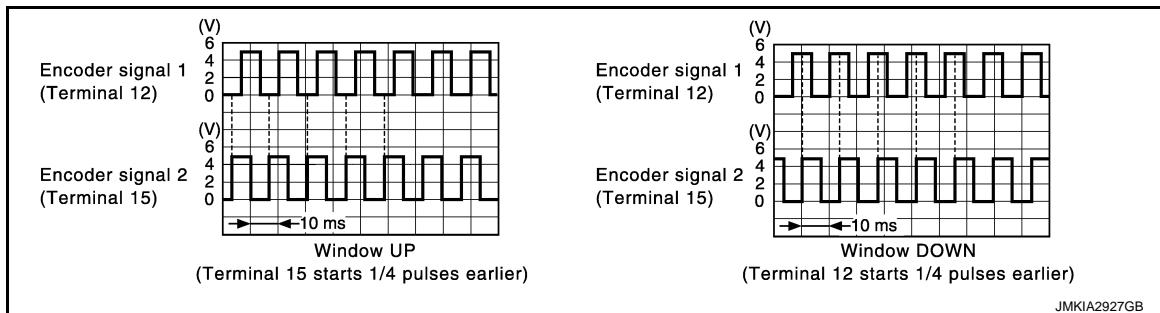 (V)
6
4
2
0
Encoder signal 1
(Terminal 12)
(V)
6
4
2
0
Encoder signal 2
(Terminal 15)
10 ms
Window UP
(Terminal 15 starts 1/4 pulses earlier)
(V)
6
4
2
0
Encoder signal 1
(Terminal 12)
(V)
6
4
2
0
Encoder signal 2
(Terminal 15)
10 ms
Window DOWN
(Terminal 12 starts 1/4 pulses earlier)
JMKIA2927GB